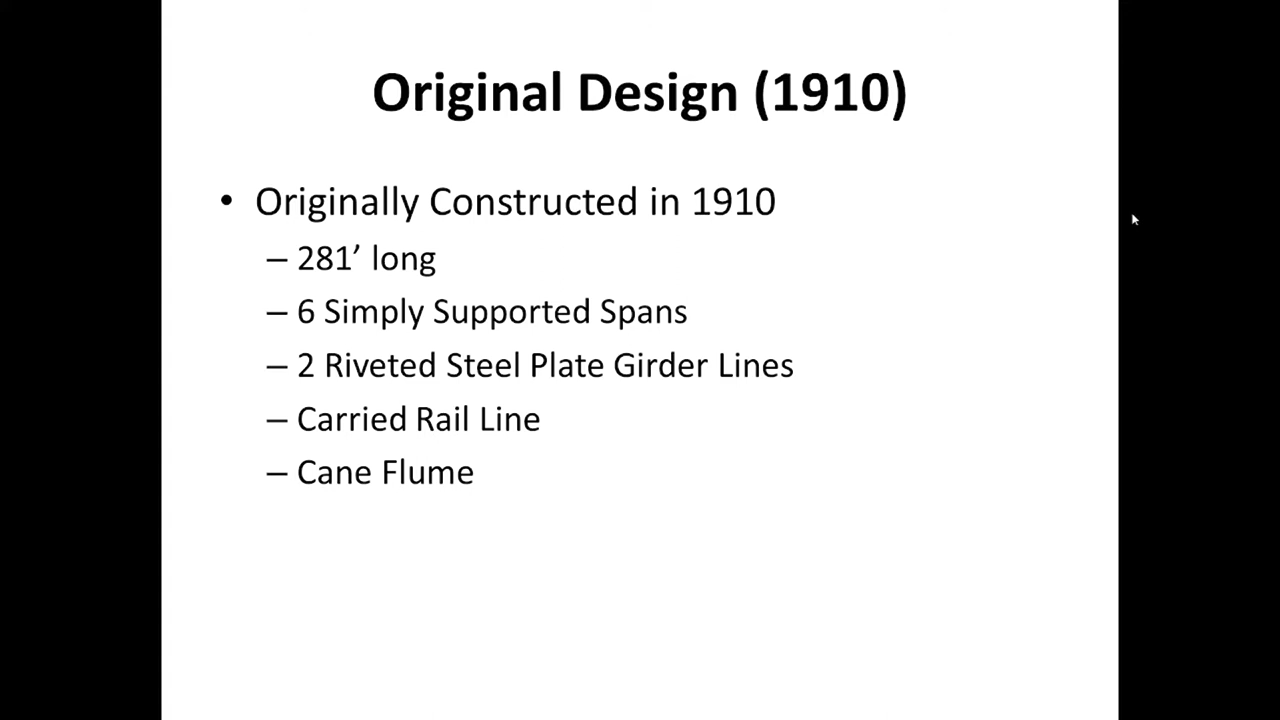 Original Design (1910)
• Originally Constructed in 1910
– 281’ long
– 6 Simply Supported Spans
– 2 Riveted Steel Plate Girder Lines
– Carried Rail Line
– Cane Flume